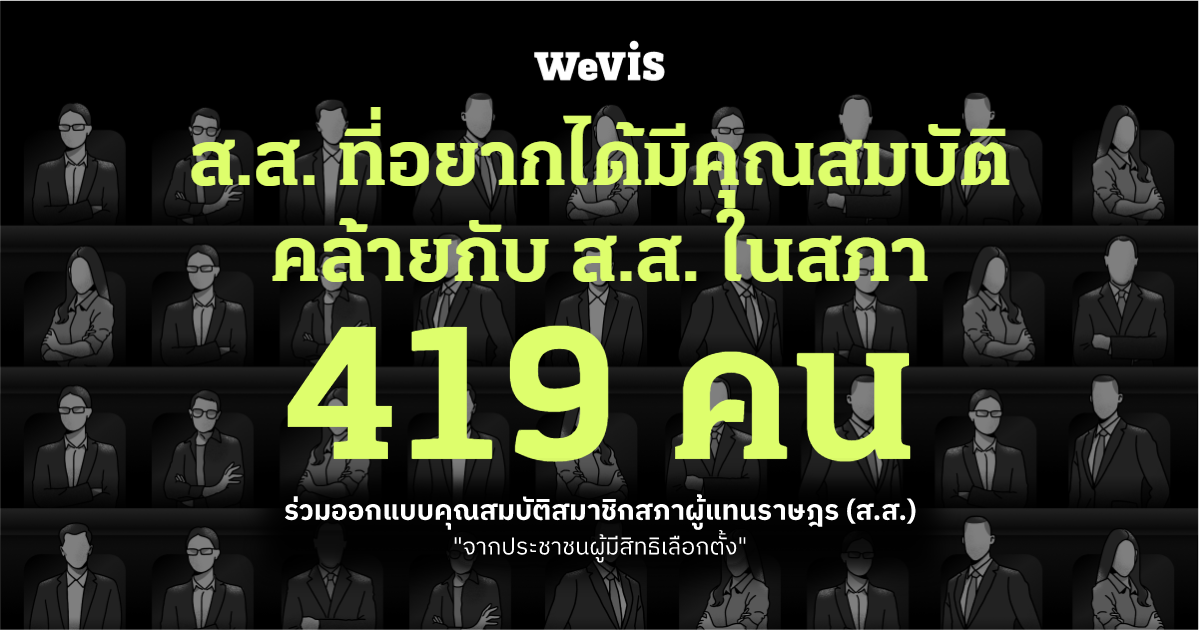 WeVIS
ส.ส. ที่อยากได้มีคุณสมบัติ
คล้ายกับ ส.ส. ในสภา
419 คน
ร่วมออกแบบคุณสมบัติสมาชิกสภาผู้แทนราษฎร (ส.ส.)
"จากประชาชนผู้มีสิทธิเลือกตั้ง"